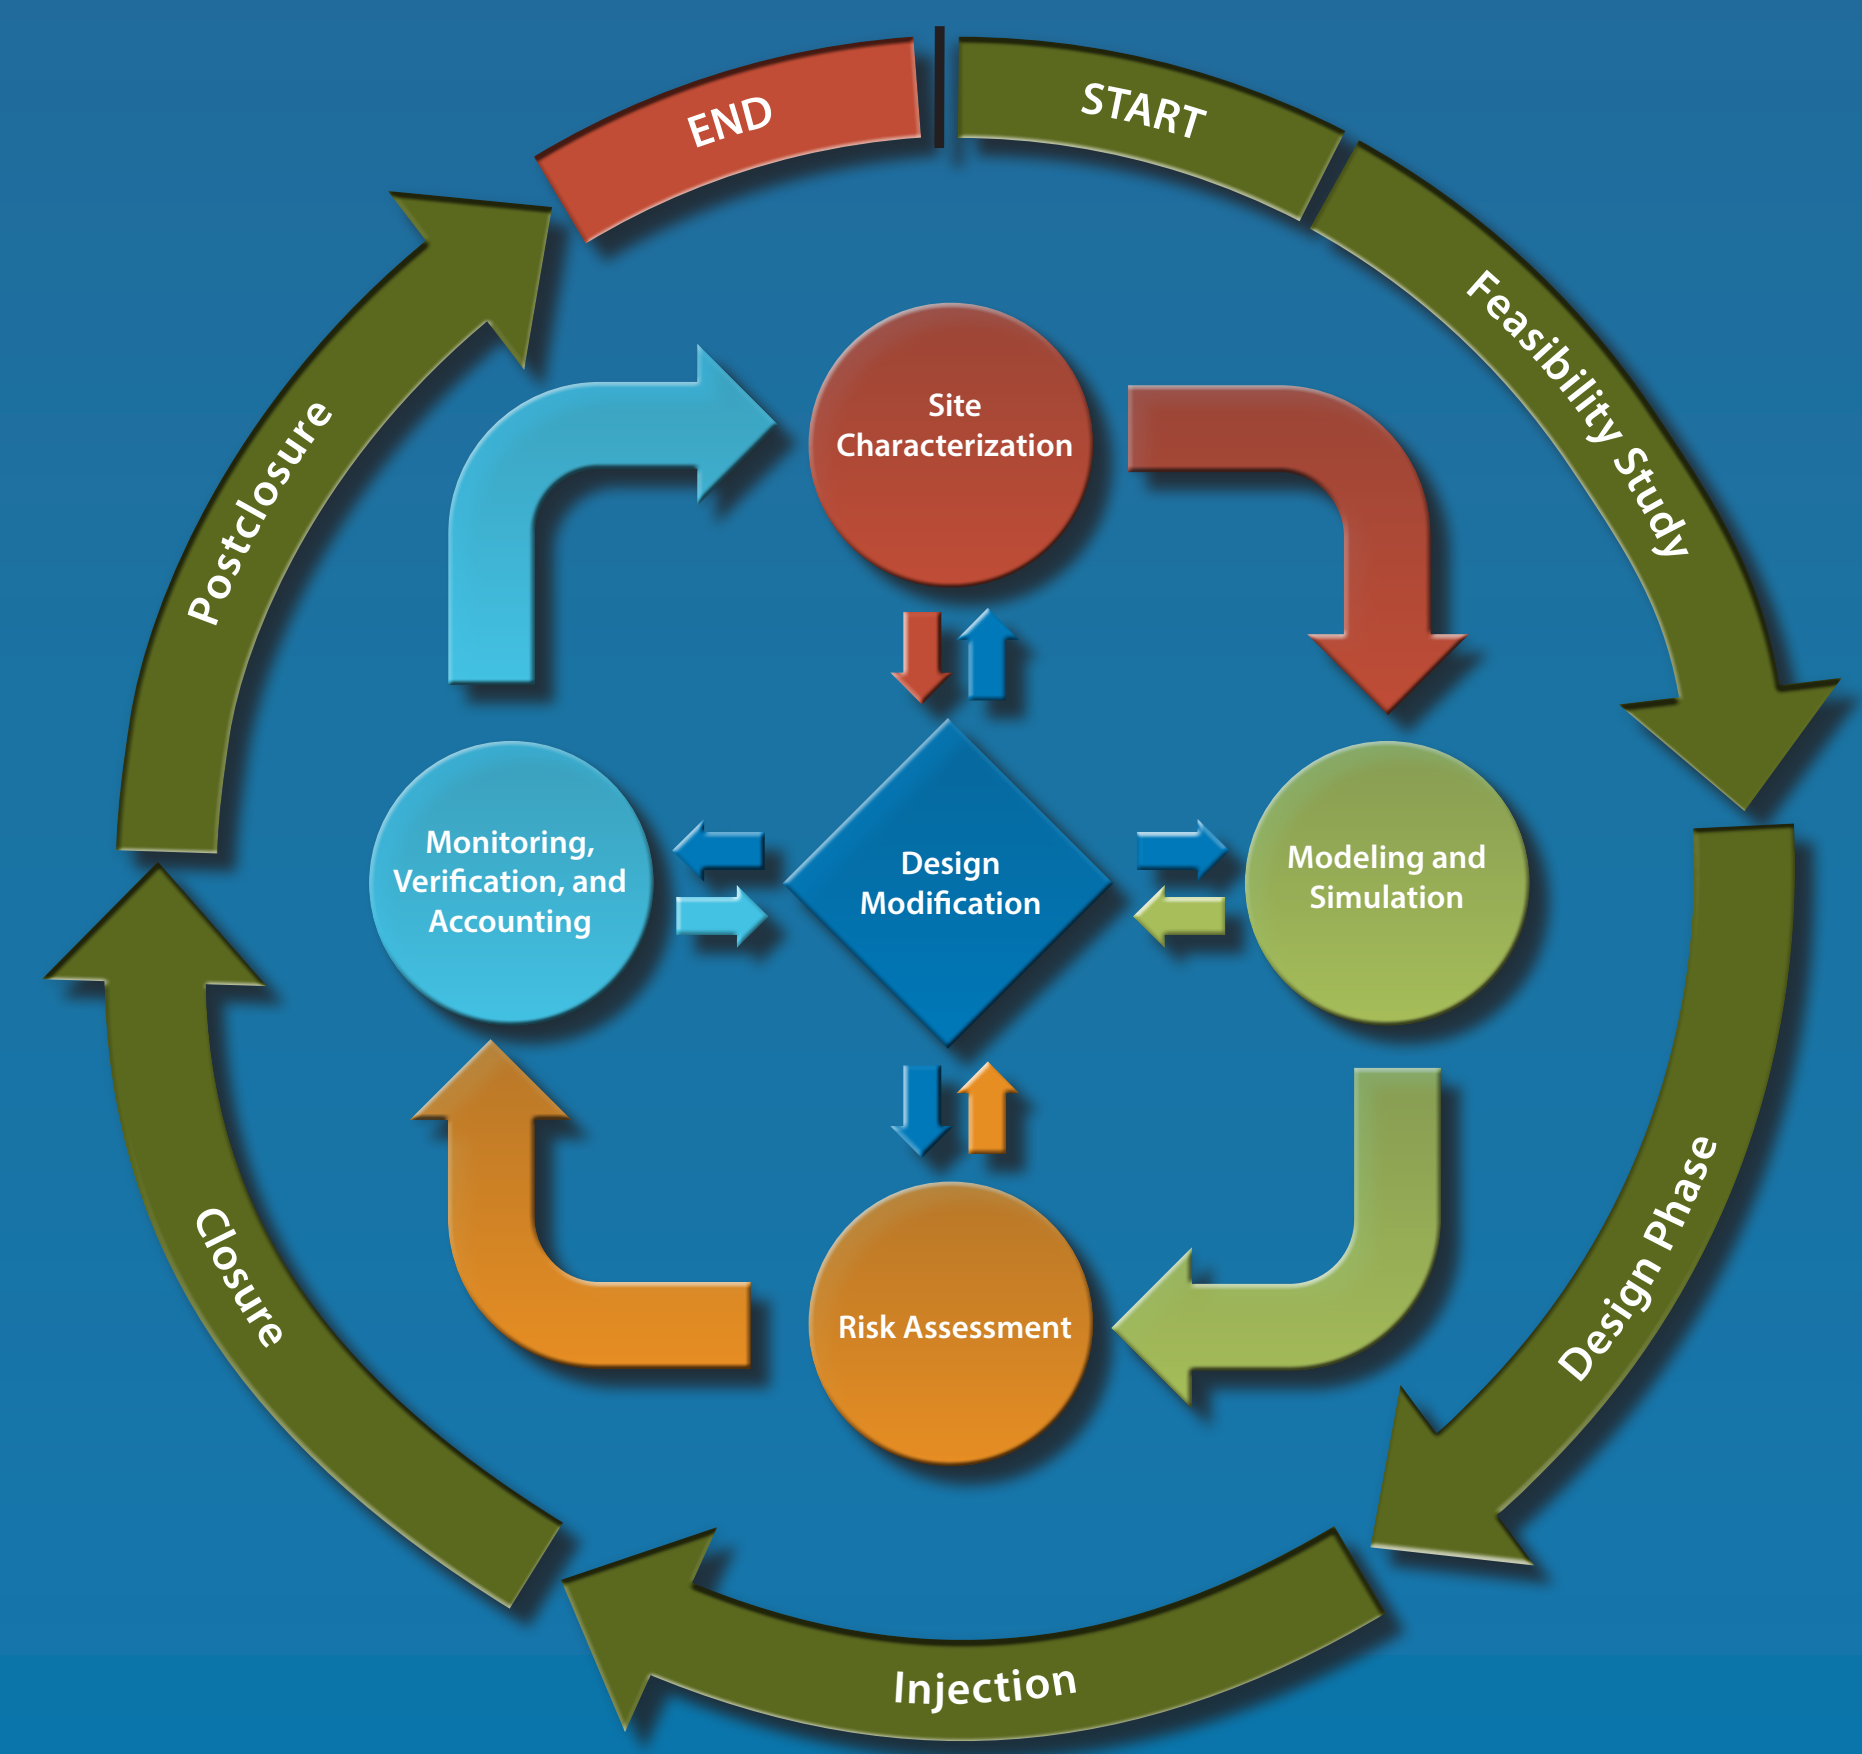 START
Feasibility Study
Design Phase
Injection
Closure
Postclosure
END
Site
Characterization
Modeling and
Simulation
Risk Assessment
Monitoring,
Verification, and
Accounting
Design
Modification